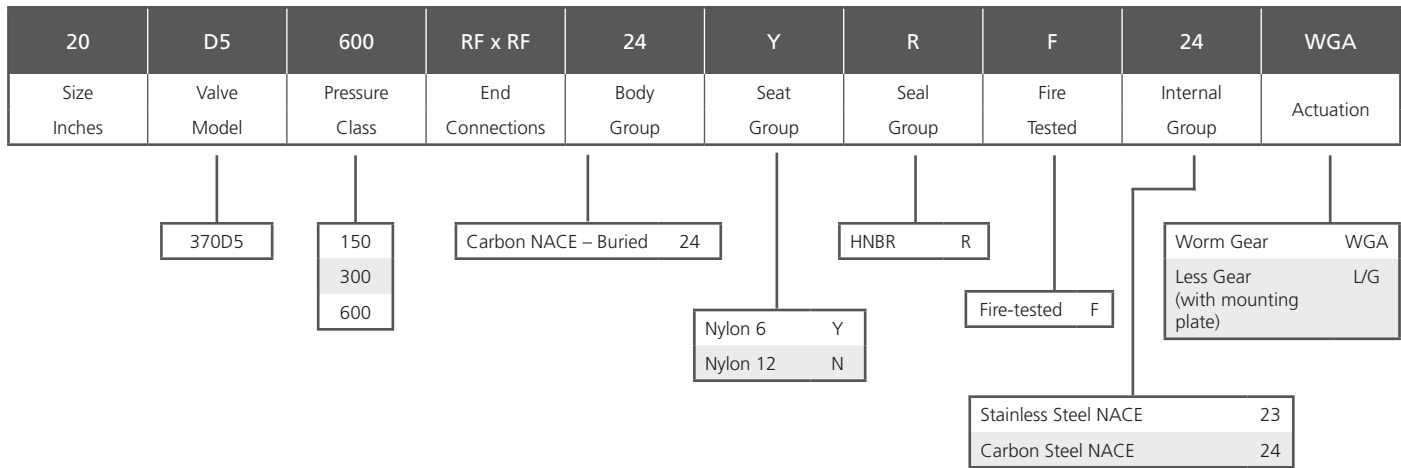 20 D5 600 RF x RF 24 Y R F 24 WGA
Size Valve Pressure End Body Seat Seal Fire Internal Actuation
Inches Model Class Connections Group Group Group Tested Group
370D5
150
300
600
Carbon NACE – Buried 24
Nylon 6 Y
Nylon 12 N
HNBR R
Fire-tested F
Stainless Steel NACE 23
Carbon Steel NACE 24
Worm Gear WGA
Less Gear L/G
(with mounting
plate)